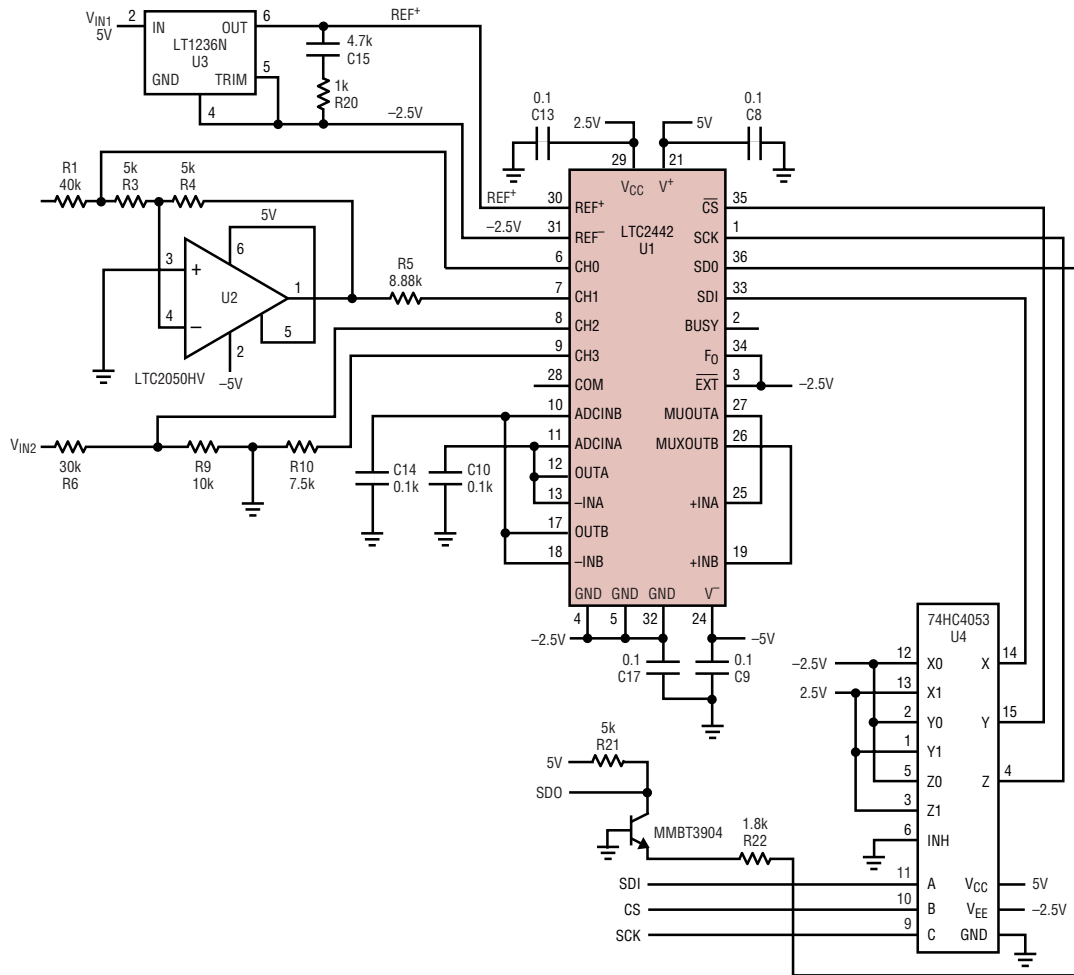 VIN1
5V
2
IN
OUT
6
LT1236N
U3
GND
TRIM
5
4
4.7k
C15
1k
R20
REF+
–2.5V
0.1
C13
2.5V
5V
0.1
C8
29
21
VCC
V+
R1
40k
5k
R3
5k
R4
5V
6
3
+
U2
1
4
–
5
2
LTC2050HV
–5V
R5
8.88k
REF+
–2.5V
30
REF+
31
REF–
6
CH0
7
CH1
8
CH2
9
CH3
28
COM
10
ADCINB
11
ADCINA
12
OUTA
13
–INA
17
OUTB
18
–INB
LTC2442
U1
CS
35
SCK
1
SD0
36
SDI
33
BUSY
2
F0
34
EXT
3
–2.5V
MUOUTA
27
MUXOUTB
26
+INA
25
+INB
19
GND
GND
GND
V–
4
5
32
24
–2.5V
–5V
0.1
C17
0.1
C9
VIN2
30k
R6
R9
10k
R10
7.5k
C14
0.1k
C10
0.1k
74HC4053
U4
–2.5V
2.5V
12
X0
13
X1
2
Y0
1
Y1
5
Z0
3
Z1
6
INH
11
A
10
B
9
C
X
14
Y
15
Z
4
VCC
5V
VEE
–2.5V
GND
5k
R21
5V
SDO
MMBT3904
1.8k
R22
SDI
CS
SCK